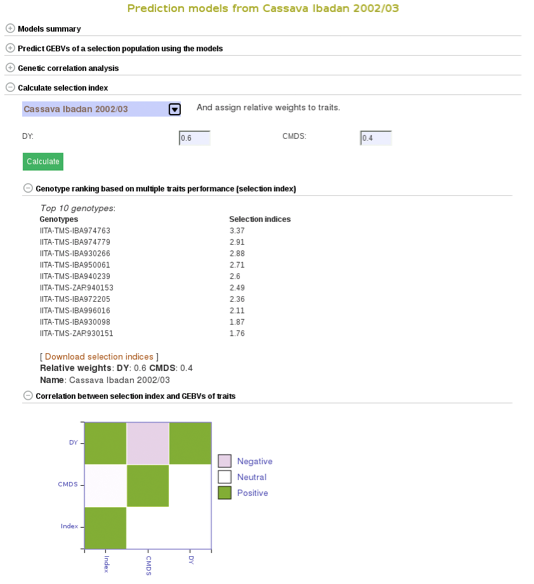 Prediction models from Cassava Ibadan 2002/03
Models summary
Predict GEBVs of a selection population using the models
Genetic correlation analysis
Calculate selection index
Cassava Ibadan 2002/03 And assign relative weights to traits.
DY: 0.6 CMDS: 0.4
Calculate
Genotype ranking based on multiple traits performance (selection index)
Top 10 genotypes:
Genotypes Selection indices
IITA-TMS-IBA974763 3.37
IITA-TMS-IBA974779 2.91
IITA-TMS-IBA930266 2.88
IITA-TMS-IBA950061 2.71
IITA-TMS-IBA940239 2.6
IITA-TMS-ZAR940153 2.49
IITA-TMS-IBA972205 2.36
IITA-TMS-IBA996016 2.11
IITA-TMS-IBA930098 1.87
IITA-TMS-ZAR930151 1.76
[ Download selection indices ]
Relative weights: DY: 0.6 CMDS: 0.4
Name: Cassava Ibadan 2002/03
Correlation between selection index and GEBVs of traits
DY
CMDS
Index
Negative
Neutral
Positive
Index
CMDS
DY